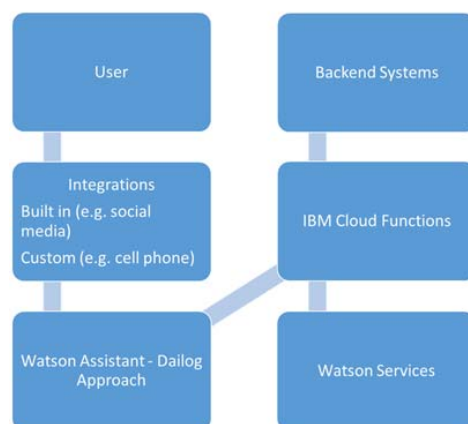 User
Integrations
Built in (e.g. social
media)
Custom (e.g. cell phone)
Watson Assistant - Dailog
Approach
Backend Systems
IBM Cloud Functions
Watson Services